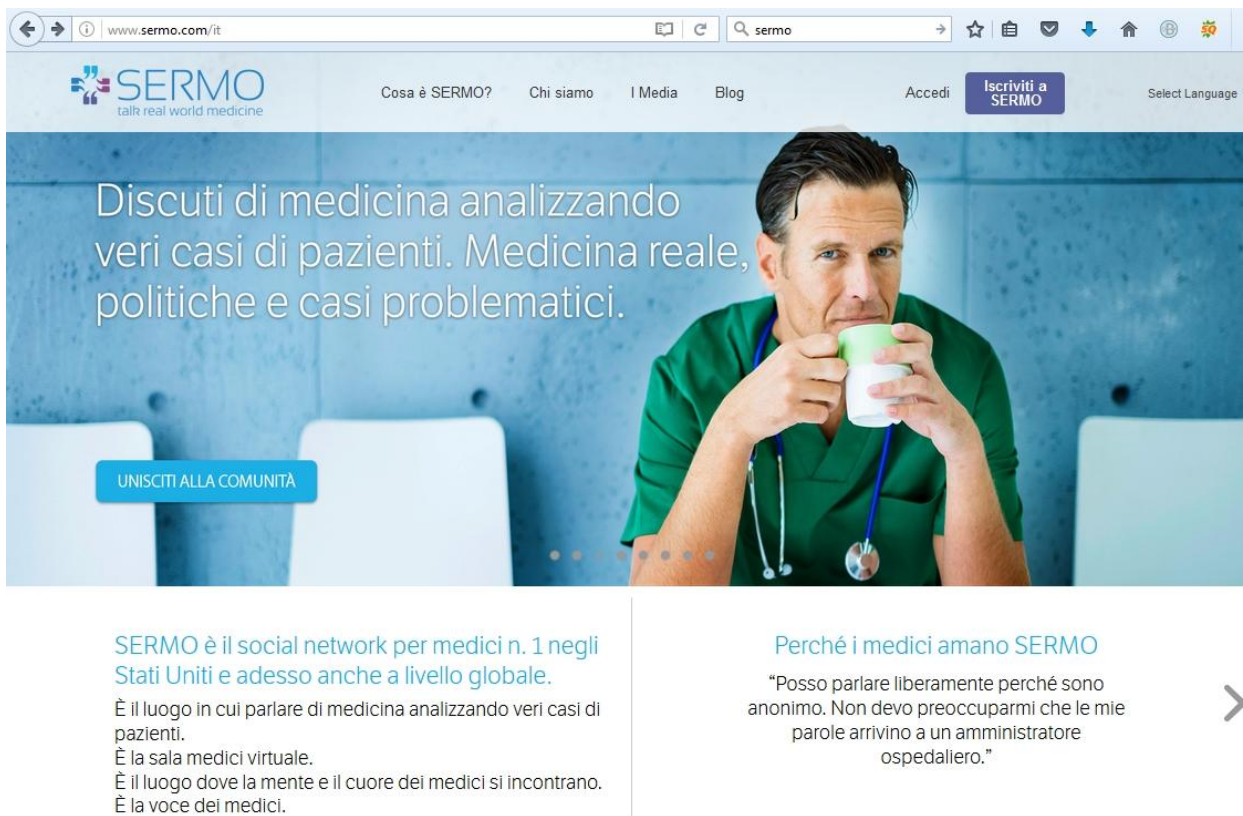 www.sermo.com/it
sermo
SERMO
talk real world medicine
Cosa è SERMO?
Chi siamo
I Media
Blog
Accedi
Iscriviti a
SERMO
Select Language
Discuti di medicina analizzando
veri casi di pazienti. Medicina reale,
politiche e casi problematici.
UNISCITI ALLA COMUNITÀ
SERMO è il social network per medici n. 1 negli
Stati Uniti e adesso anche a livello globale.
È il luogo in cui parlare di medicina analizzando veri casi di
pazienti.
È la sala medici virtuale.
È il luogo dove la mente e il cuore dei medici si incontrano.
È la voce dei medici.
Perché i medici amano SERMO
“Posso parlare liberamente perché sono
anonimo. Non devo preoccuparmi che le mie
parole arrivino a un amministratore
ospedaliero.”